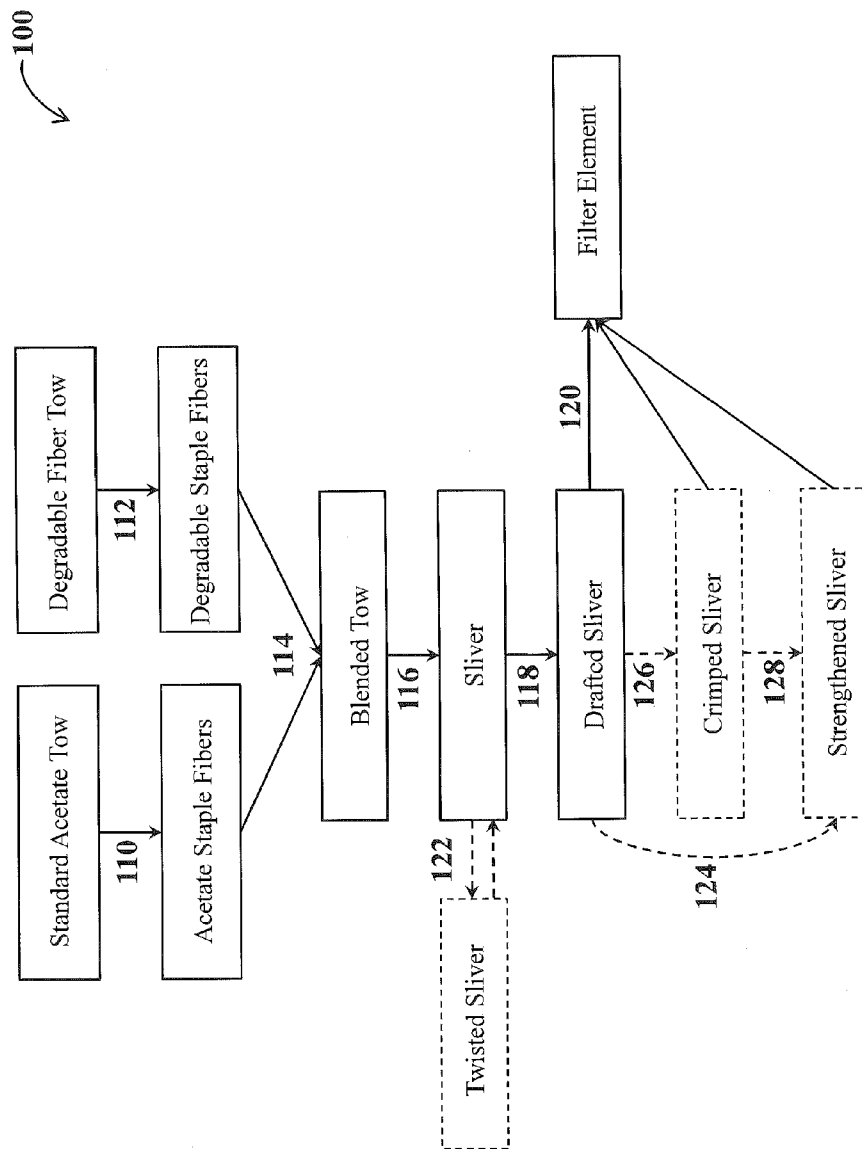 100
Standard Acetate Tow
Degradable Fiber Tow
110
112
Acetate Staple Fibers
Degradable Staple Fibers
114
Blended Tow
116
Sliver
122
Twisted Sliver
118
Drafted Sliver
120
Filter Element
126
Crimped Sliver
124
128
Strengthened Sliver